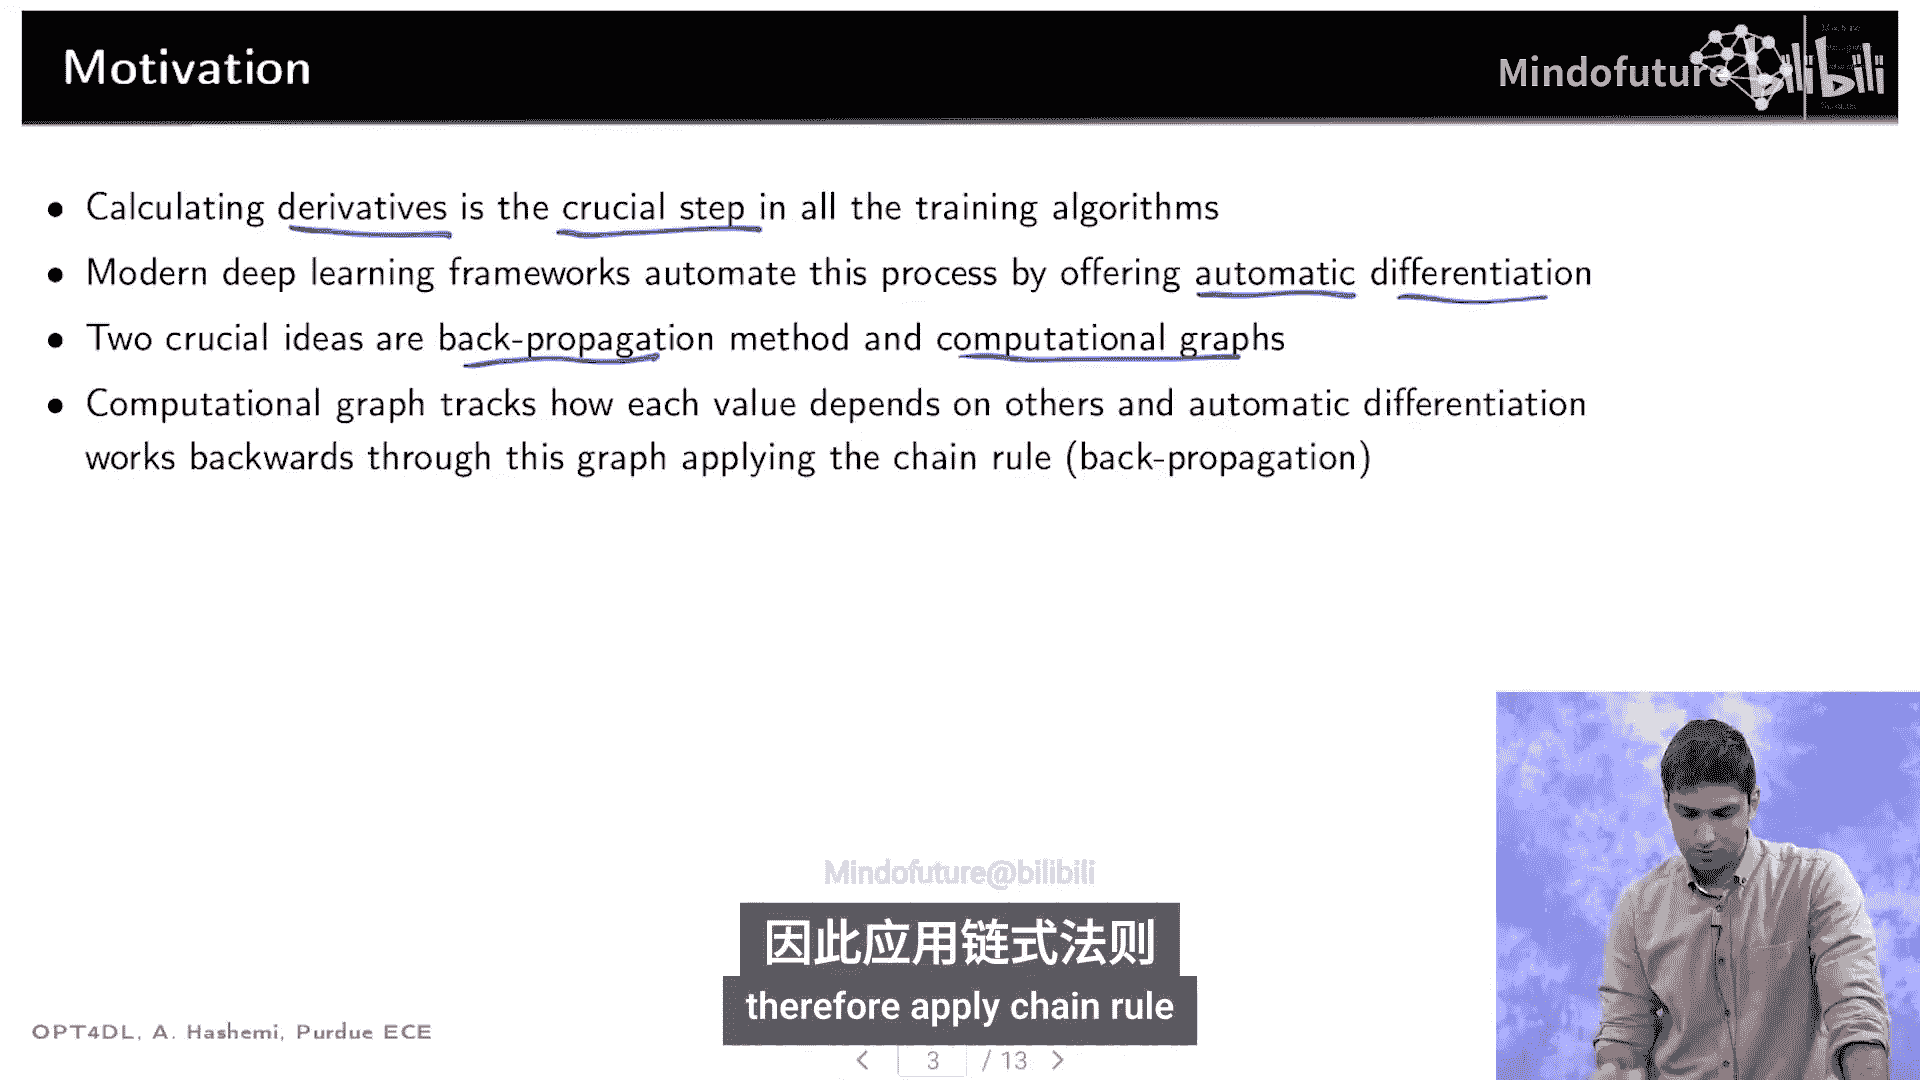 Motivation
Mindofuture bilibili
• Calculating derivatives is the crucial step in all the training algorithms
• Modern deep learning frameworks automate this process by offering automatic differentiation
• Two crucial ideas are back-propagation method and computational graphs
• Computational graph tracks how each value depends on others and automatic differentiation
works backwards through this graph applying the chain rule (back-propagation)
Mindofuture@bilibili
因此应用链式法则
therefore apply chain rule
OPT4DL, A. Hashemi, Purdue ECE
3 / 13